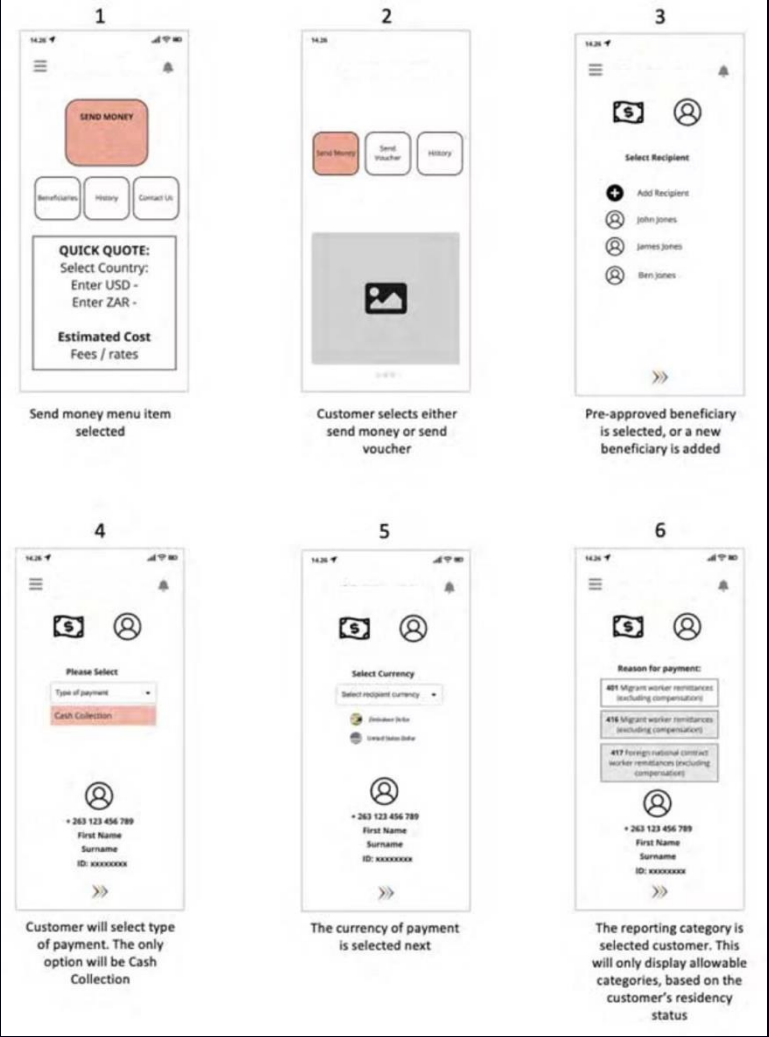 1
14.26
SEND MONEY
Beneficiaries
History
Contact Us
QUICK QUOTE:
Select Country:
Enter USD -
Enter ZAR -
Estimated Cost
Fees / rates
Send money menu item
selected
2
14.26
Send Money
Send
Voucher
History
Customer selects either
send money or send
voucher
3
14.26
Select Recipient
Add Recipient
John Jones
James Jones
Ben Jones
Pre-approved beneficiary
is selected, or a new
beneficiary is added
4
14.26
Please Select
Type of payment
Cash Collection
+ 263 123 456 789
First Name
Surname
ID: xxxxxxxx
Customer will select type
of payment. The only
option will be Cash
Collection
5
14.26
Select Currency
Select recipient currency
Zimbabwe Dollar
United States Dollar
+ 263 123 456 789
First Name
Surname
ID: xxxxxxxx
The currency of payment
is selected next
6
14.26
Reason for payment:
401 Migrant worker remittances
(excluding compensation)
416 Migrant worker remittances
(excluding compensation)
417 Foreign national contract
worker remittances (excluding
compensation)
+ 263 123 456 789
First Name
Surname
ID: xxxxxxxx
The reporting category is
selected customer. This
will only display allowable
categories, based on the
customer's residency
status